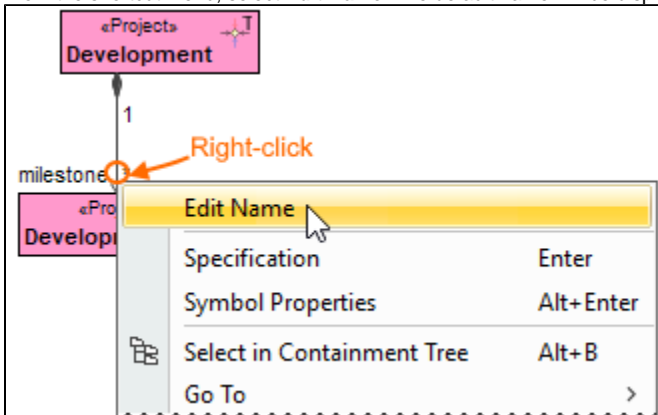 «Project»
Development
1
Right-click
milestone
«Pro
Develop
Edit Name
Specification Enter
Symbol Properties Alt+Enter
Select in Containment Tree Alt+B
Go To >